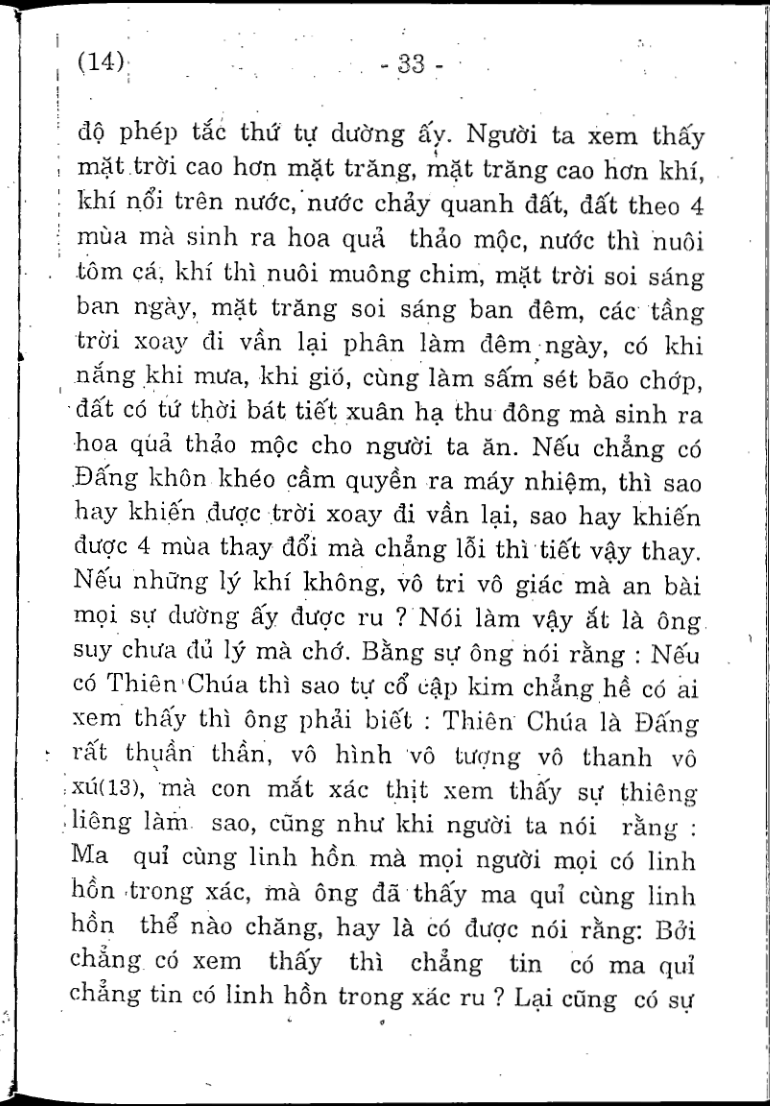 (14)
- 33 -
độ phép tắc thứ tự dường ấy. Người ta xem thấy
mặt trời cao hơn mặt trăng, mặt trăng cao hơn khí,
khí nổi trên nước, nước chảy quanh đất, đất theo 4
mùa mà sinh ra hoa quả thảo mộc, nước thì nuôi
tôm cá, khí thì nuôi muông chim, mặt trời soi sáng
ban ngày, mặt trăng soi sáng ban đêm, các tầng
trời xoay đi vần lại phân làm đêm ngày, có khi
nắng khi mưa, khi gió, cùng làm sấm sét bão chớp,
đất có tứ thời bát tiết xuân hạ thu đông mà sinh ra
hoa quả thảo mộc cho người ta ăn. Nếu chẳng có
Đấng khôn khéo cầm quyền ra máy nhiệm, thì sao
hay khiến được trời xoay đi vần lại, sao hay khiến
được 4 mùa thay đổi mà chẳng lỗi thì tiết vậy thay.
Nếu những lý khí không, vô tri vô giác mà an bài
mọi sự dường ấy được ru ? Nói làm vậy ắt là ông
suy chưa đủ lý mà chớ. Bằng sự ông nói rằng : Nếu
có Thiên Chúa thì sao tự cổ cập kim chẳng hề có ai
xem thấy thì ông phải biết : Thiên Chúa là Đấng
rất thuần thần, vô hình vô tượng vô thanh vô
xú(13), mà con mắt xác thịt xem thấy sự thiêng
liêng làm sao, cũng như khi người ta nói rằng :
Ma quỉ cùng linh hồn mà mọi người mọi có linh
hồn trong xác, mà ông đã thấy ma quỉ cùng linh
hồn thể nào chăng, hay là có được nói rằng: Bởi
chẳng có xem thấy thì chẳng tin có ma quỉ
chẳng tin có linh hồn trong xác ru ? Lại cũng có sự